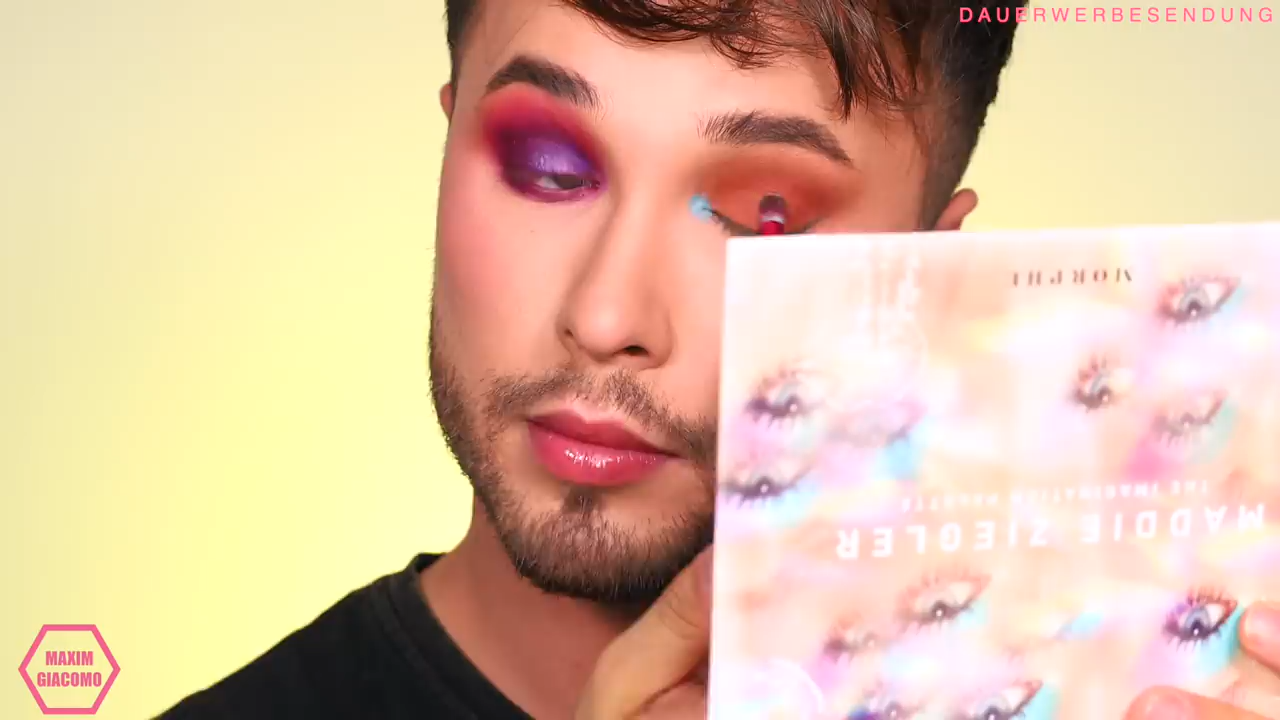 DAUERWERBESENDUNG
MORPHE
THE IMAGINATION PALETTE
MADDIE ZIEGLER
MAXIM
GIACOMO